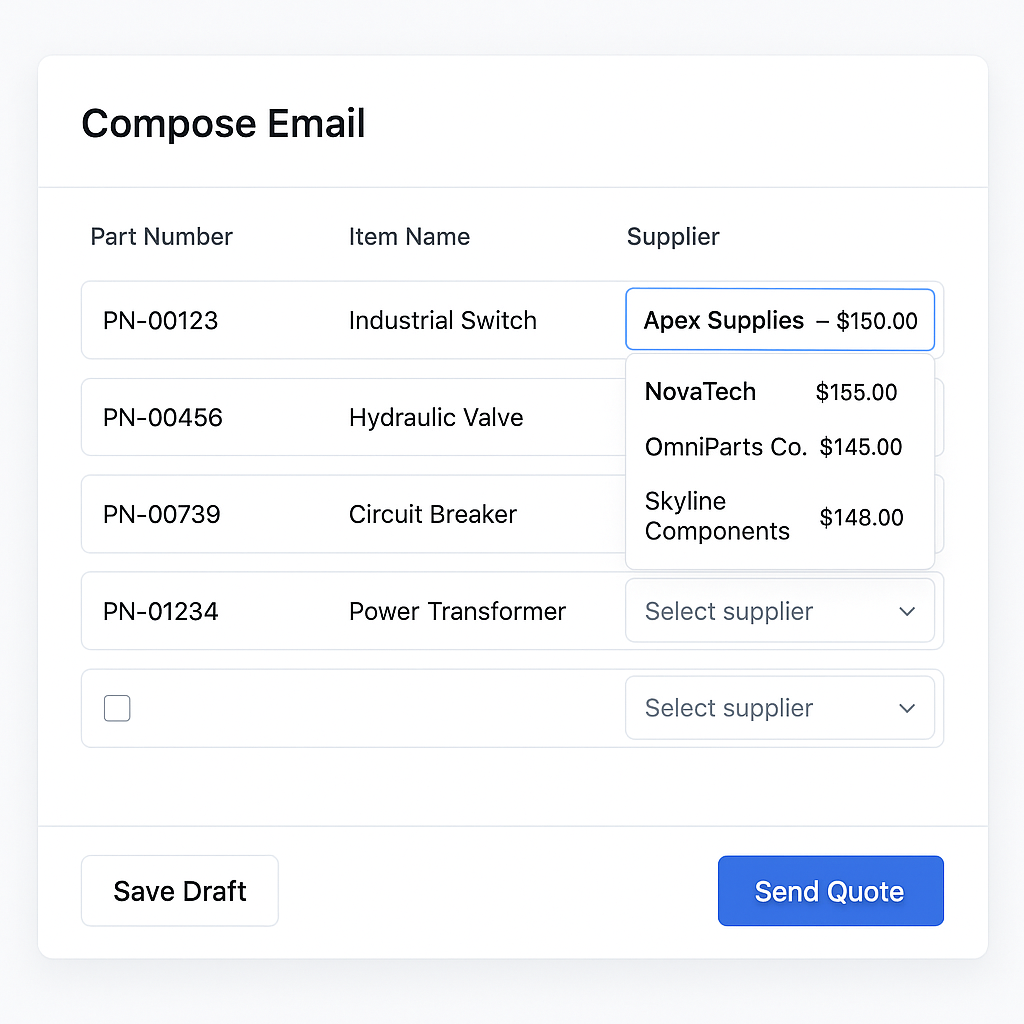 Compose Email
Part Number Item Name Supplier
PN-00123 Industrial Switch Apex Supplies – $150.00
NovaTech $155.00
PN-00456 Hydraulic Valve
OmniParts Co. $145.00
PN-00739 Circuit Breaker
Skyline
Components $148.00
PN-01234 Power Transformer Select supplier
Select supplier
Save Draft Send Quote